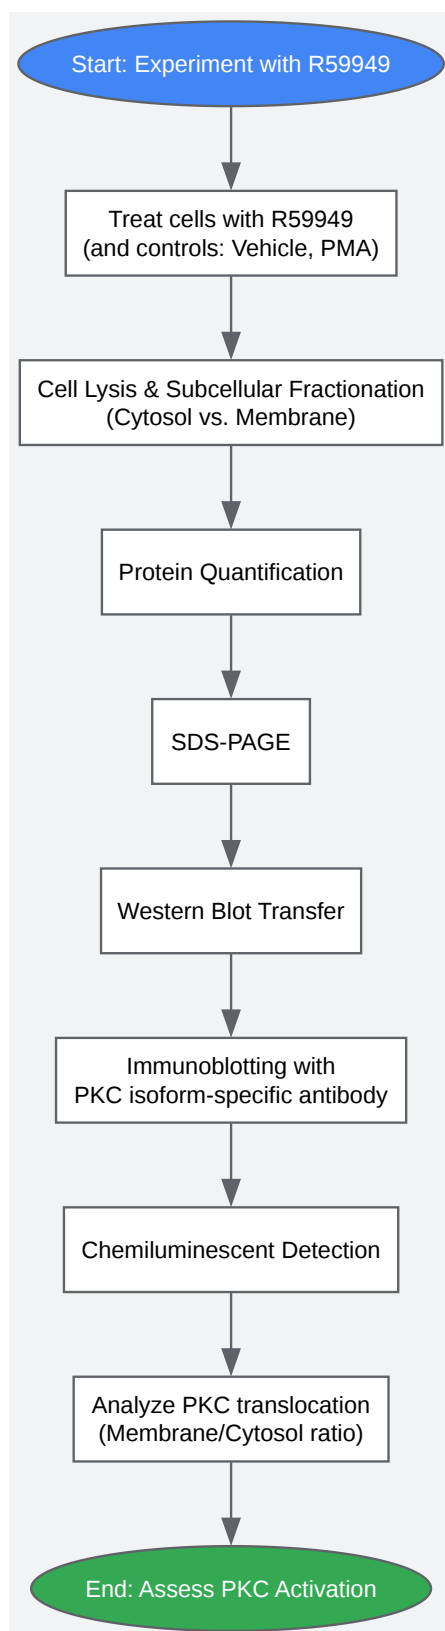 Start: Experiment with R59949
Treat cells with R59949
(and controls: Vehicle, PMA)
Cell Lysis & Subcellular Fractionation
(Cytosol vs. Membrane)
Protein Quantification
SDS-PAGE
Western Blot Transfer
Immunoblotting with
PKC isoform-specific antibody
Chemiluminescent Detection
Analyze PKC translocation
(Membrane/Cytosol ratio)
End: Assess PKC Activation